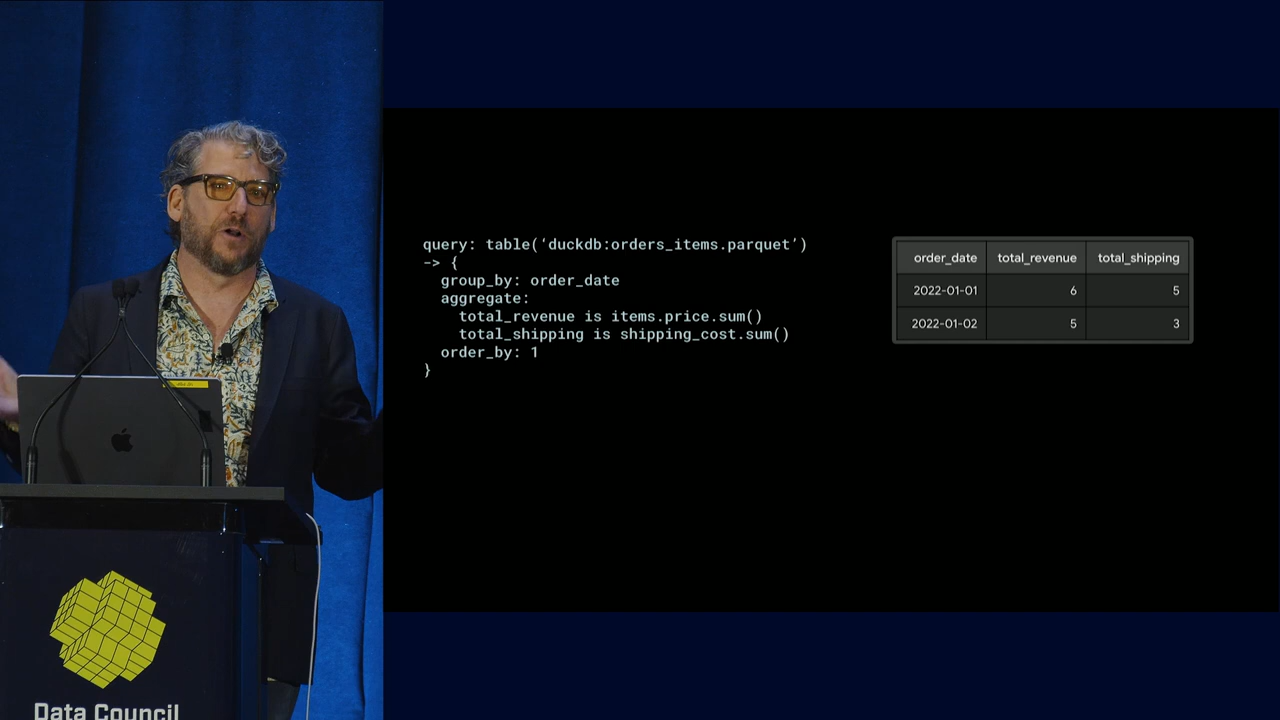 query: table(‘duckdb:orders_items.parquet’)
-> {
group_by: order_date
aggregate:
total_revenue is items.price.sum()
total_shipping is shipping_cost.sum()
order_by: 1
}
order_date total_revenue total_shipping
2022-01-01 6 5
2022-01-02 5 3
Data Council